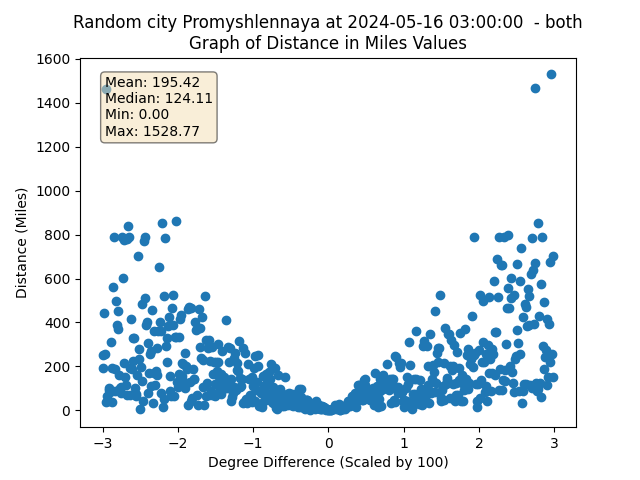 Random city Promyshlennaya at 2024-05-16 03:00:00  - both
Graph of Distance in Miles Values
Mean: 195.42
Median: 124.11
Min: 0.00
Max: 1528.77
1600
1400
1200
1000
800
600
400
200
0
Distance (Miles)
−3 −2 −1 0 1 2 3
Degree Difference (Scaled by 100)